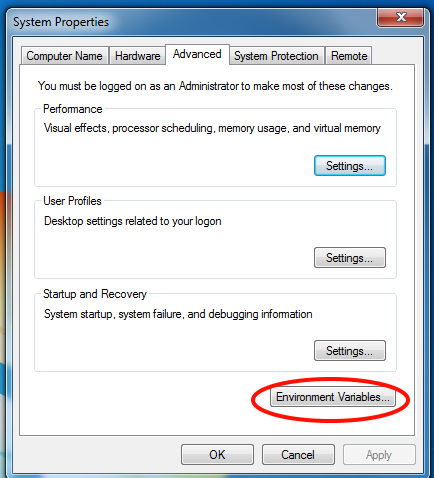 System Properties
Computer Name Hardware Advanced System Protection Remote
You must be logged on as an Administrator to make most of these changes.
Performance
Visual effects, processor scheduling, memory usage, and virtual memory
Settings...
User Profiles
Desktop settings related to your logon
Settings...
Startup and Recovery
System startup, system failure, and debugging information
Settings...
Environment Variables...
OK Cancel Apply